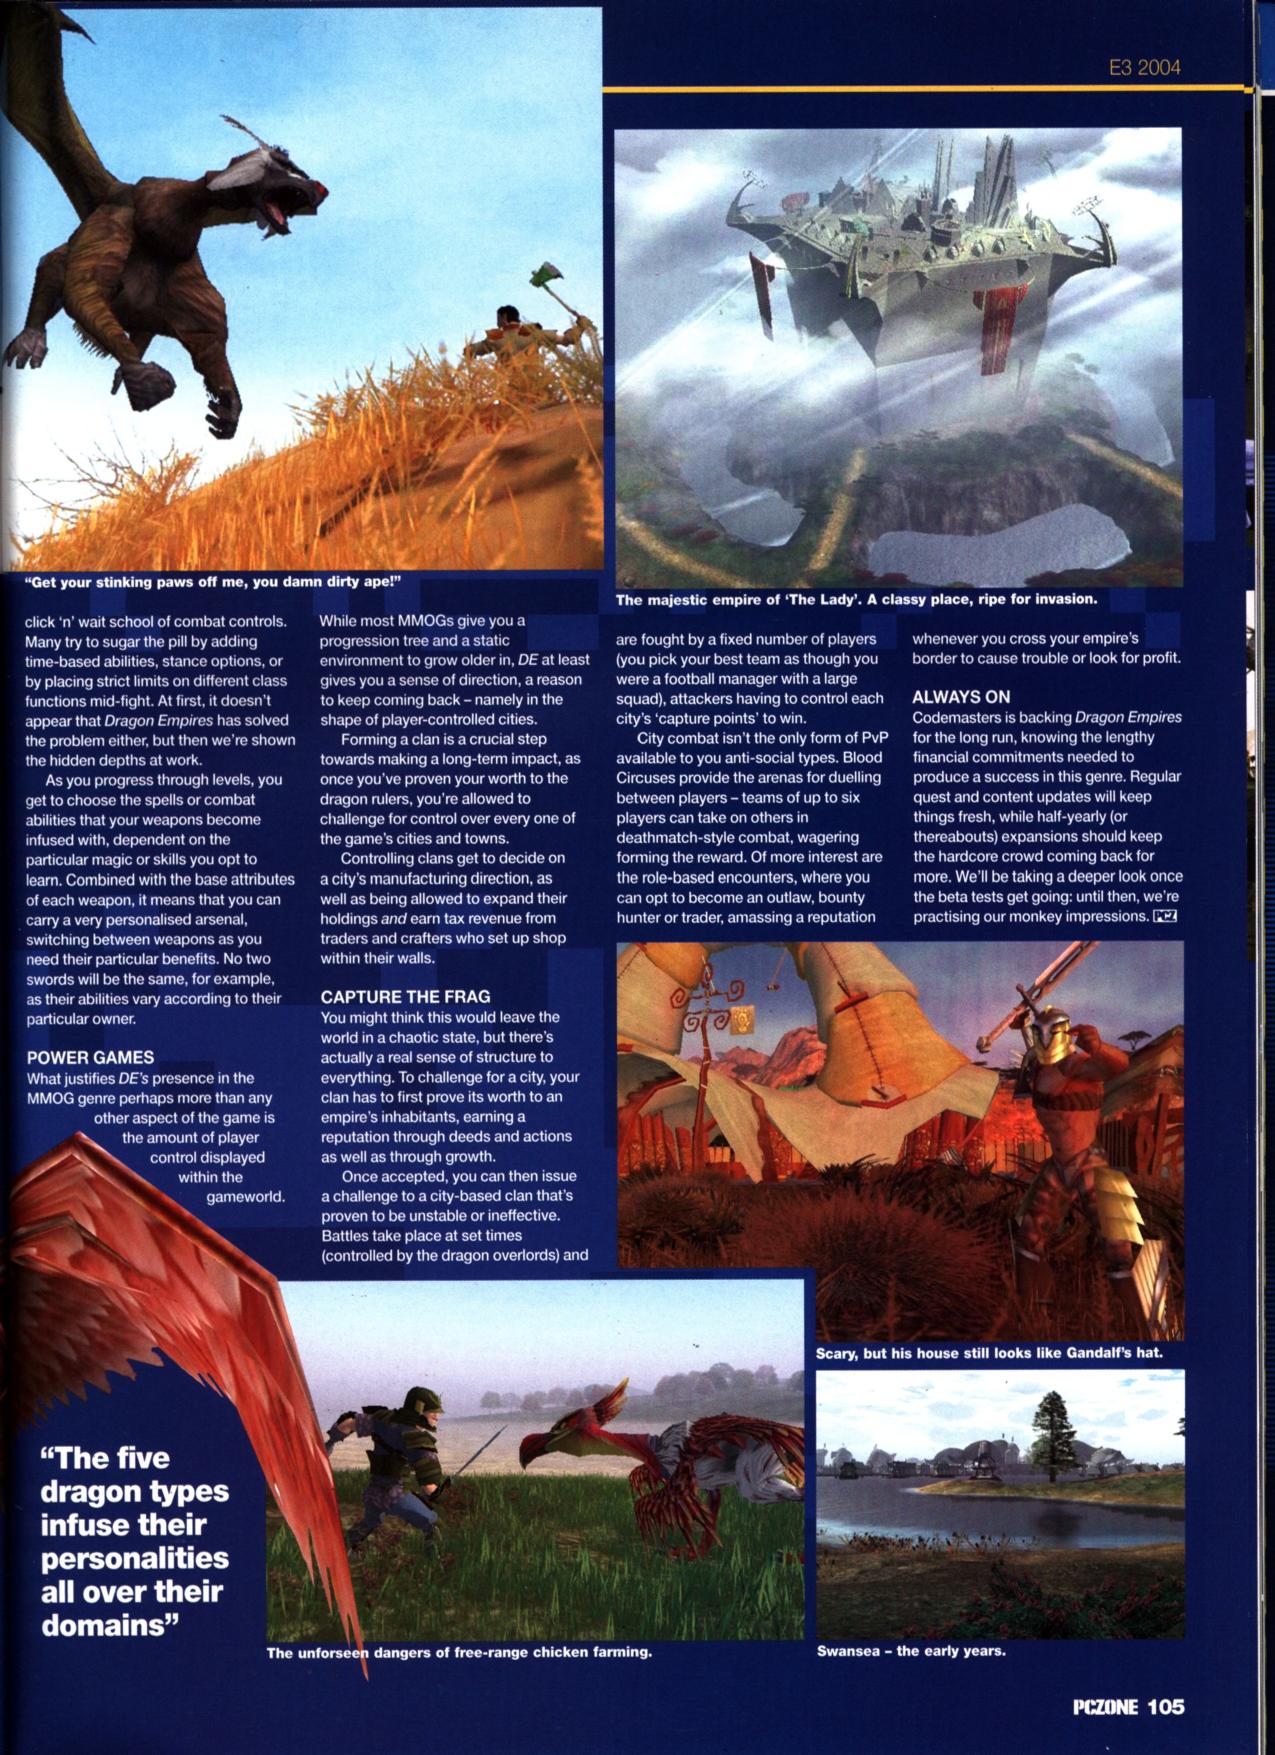 E3 2004
"Get your stinking paws off me, you damn dirty ape!"
The majestic empire of 'The Lady'. A classy place, ripe for invasion.
click 'n' wait school of combat controls.
Many try to sugar the pill by adding
time-based abilities, stance options, or
by placing strict limits on different class
functions mid-fight. At first, it doesn't
appear that Dragon Empires has solved
the problem either, but then we're shown
the hidden depths at work.
As you progress through levels, you
get to choose the spells or combat
abilities that your weapons become
infused with, dependent on the
particular magic or skills you opt to
learn. Combined with the base attributes
of each weapon, it means that you can
carry a very personalised arsenal,
switching between weapons as you
need their particular benefits. No two
swords will be the same, for example,
as their abilities vary according to their
particular owner.
POWER GAMES
What justifies DE's presence in the
MMOG genre perhaps more than any
other aspect of the game is
the amount of player
control displayed
within the
gameworld.
While most MMOGs give you a
progression tree and a static
environment to grow older in, DE at least
gives you a sense of direction, a reason
to keep coming back – namely in the
shape of player-controlled cities.
Forming a clan is a crucial step
towards making a long-term impact, as
once you've proven your worth to the
dragon rulers, you're allowed to
challenge for control over every one of
the game's cities and towns.
Controlling clans get to decide on
a city's manufacturing direction, as
well as being allowed to expand their
holdings and earn tax revenue from
traders and crafters who set up shop
within their walls.
CAPTURE THE FRAG
You might think this would leave the
world in a chaotic state, but there's
actually a real sense of structure to
everything. To challenge for a city, your
clan has to first prove its worth to an
empire's inhabitants, earning a
reputation through deeds and actions
as well as through growth.
Once accepted, you can then issue
a challenge to a city-based clan that's
proven to be unstable or ineffective.
Battles take place at set times
(controlled by the dragon overlords) and
are fought by a fixed number of players
(you pick your best team as though you
were a football manager with a large
squad), attackers having to control each
city's 'capture points' to win.
City combat isn't the only form of PvP
available to you anti-social types. Blood
Circuses provide the arenas for duelling
between players – teams of up to six
players can take on others in
deathmatch-style combat, wagering
forming the reward. Of more interest are
the role-based encounters, where you
can opt to become an outlaw, bounty
hunter or trader, amassing a reputation
whenever you cross your empire's
border to cause trouble or look for profit.
ALWAYS ON
Codemasters is backing Dragon Empires
for the long run, knowing the lengthy
financial commitments needed to
produce a success in this genre. Regular
quest and content updates will keep
things fresh, while half-yearly (or
thereabouts) expansions should keep
the hardcore crowd coming back for
more. We'll be taking a deeper look once
the beta tests get going: until then, we're
practising our monkey impressions. PCZ
Scary, but his house still looks like Gandalf's hat.
"The five
dragon types
infuse their
personalities
all over their
domains"
The unforseen dangers of free-range chicken farming.
Swansea – the early years.
PCZONE 105